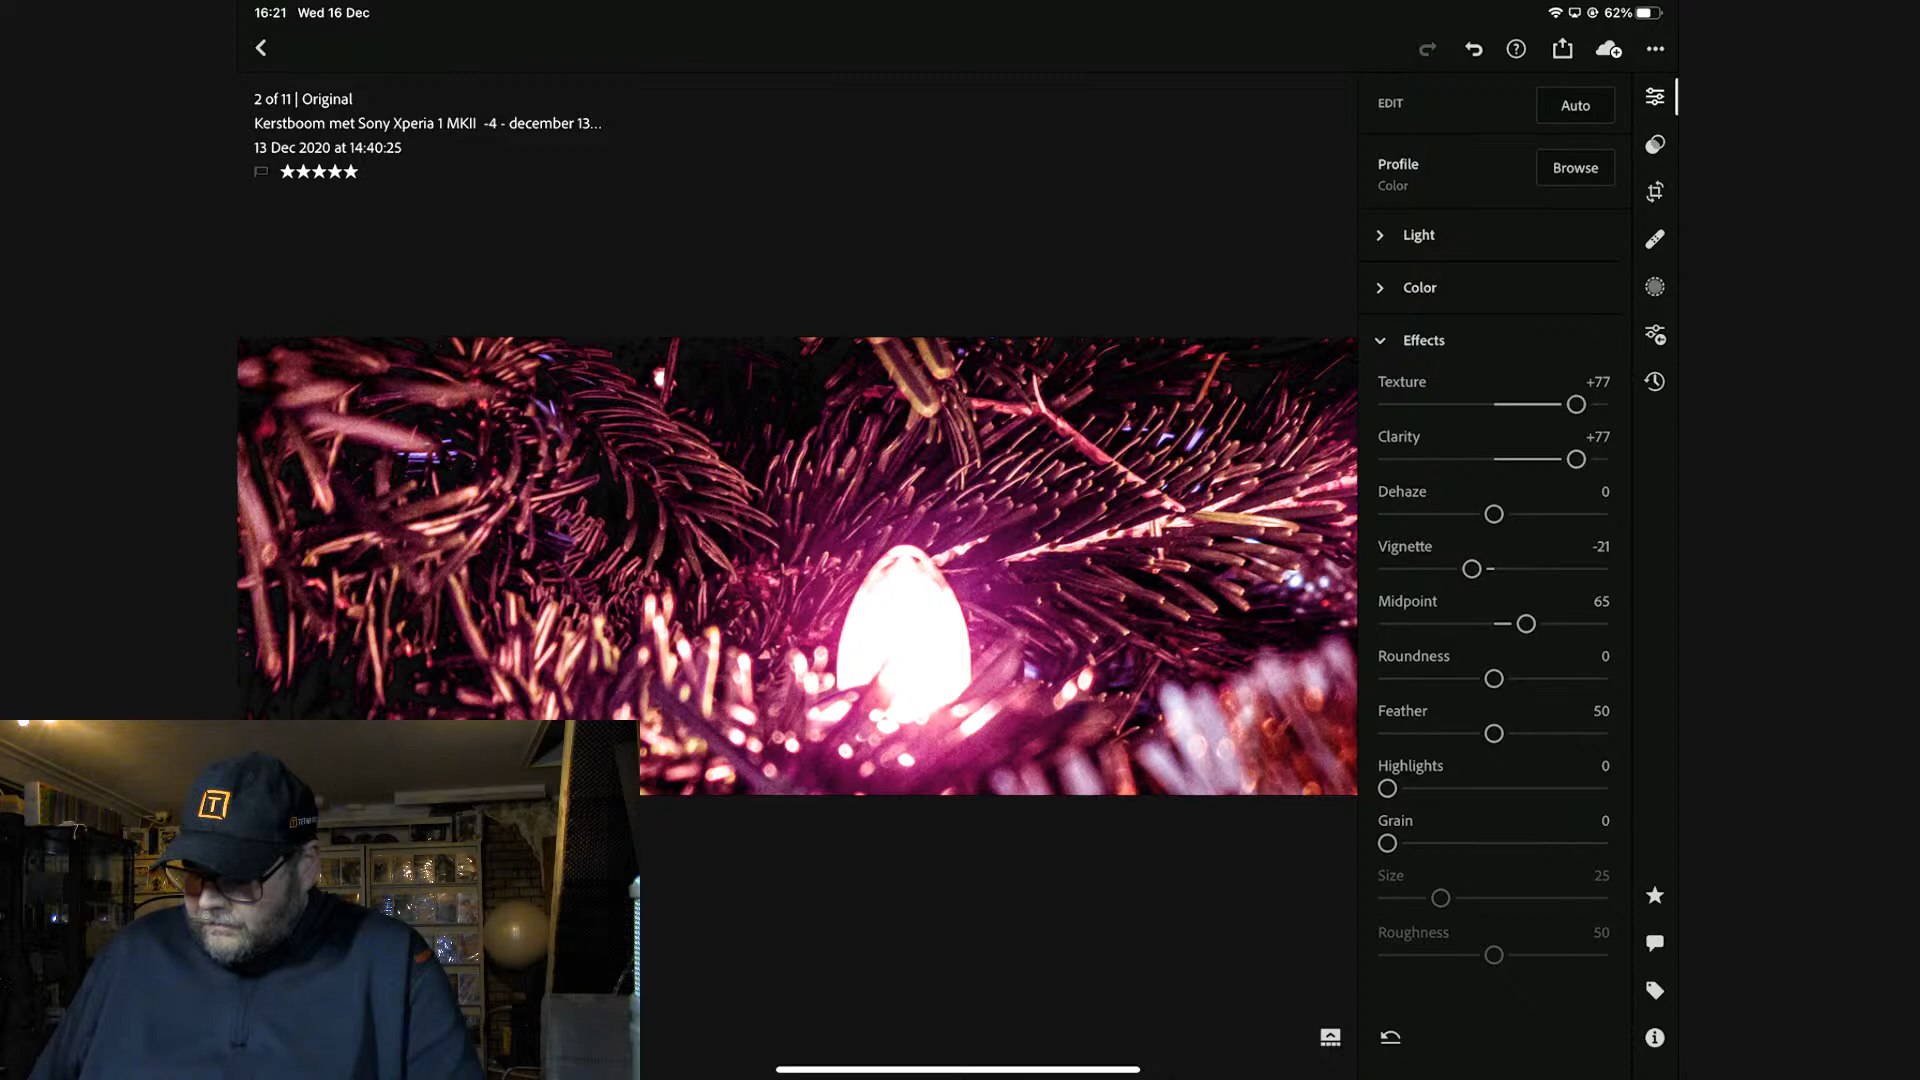 16:21 Wed 16 Dec
62%
2 of 11 | Original
Kerstboom met Sony Xperia 1 MKII -4 - december 13...
13 Dec 2020 at 14:40:25
EDIT
Auto
Profile
Color
Browse
Light
Color
Effects
Texture +77
Clarity +77
Dehaze 0
Vignette -21
Midpoint 65
Roundness 0
Feather 50
Highlights 0
Grain 0
Size 25
Roughness 50
T